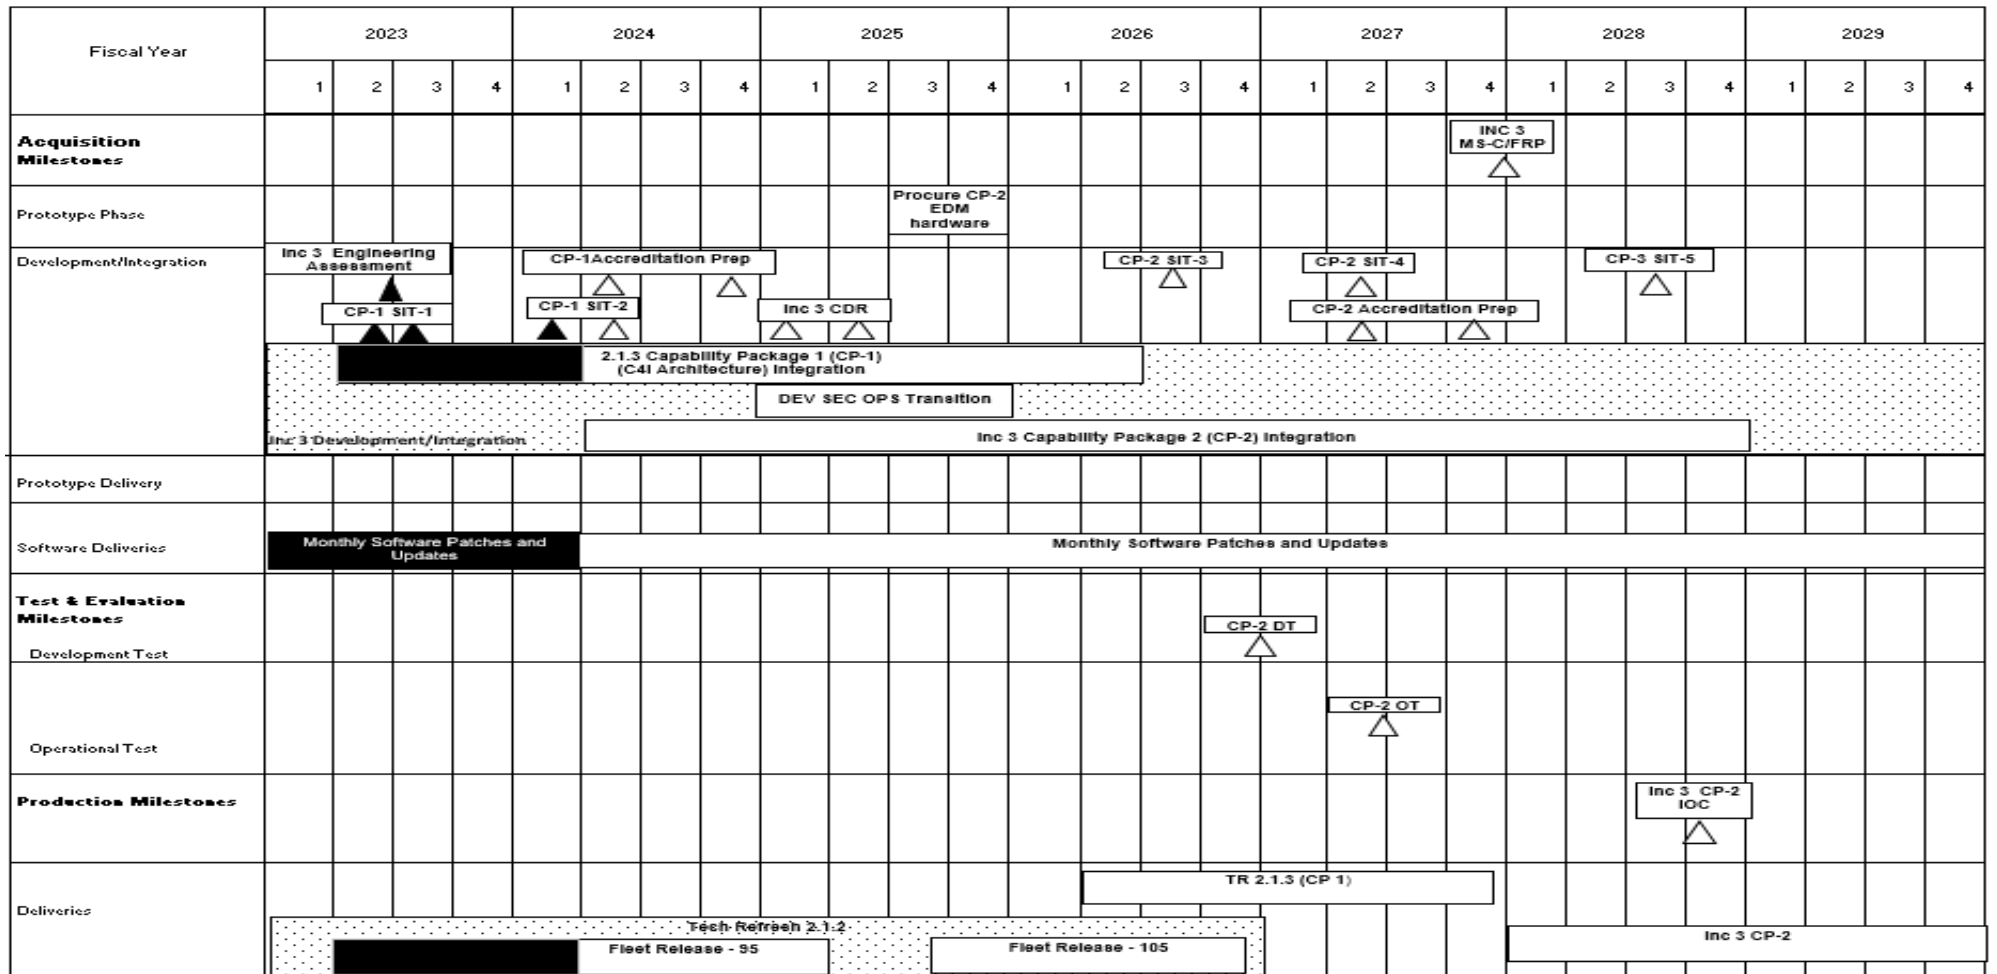 Fiscal Year
2023 2024 2025 2026 2027 2028 2029
1 2 3 4 1 2 3 4 1 2 3 4 1 2 3 4 1 2 3 4 1 2 3 4 1 2 3 4
Acquisition
Milestones
INC 3
MS-C/FRP
Prototype Phase
Procure CP-2
EDM
hardware
Development/Integration
Inc 3 Engineering
Assessment
CP-1Accreditation Prep
CP-2 SIT-3
CP-2 SIT-4
CP-3 SIT-5
CP-1 SIT-1
CP-1 SIT-2
Inc 3 CDR
CP-2 Accreditation Prep
2.1.3 Capability Package 1 (CP-1)
(C4I Architecture) Integration
DEV SEC OPS Transition
Inc 3 Development/Integration
Inc 3 Capability Package 2 (CP-2) Integration
Prototype Delivery
Software Deliveries
Monthly Software Patches and
Updates
Monthly Software Patches and Updates
Test & Evaluation
Milestones
Development Test
CP-2 DT
Operational Test
CP-2 OT
Production Milestones
Inc 3 CP-2
IOC
Deliveries
TR 2.1.3 (CP 1)
Tech Refresh 2.1.2
Fleet Release - 95
Fleet Release - 105
Inc 3 CP-2